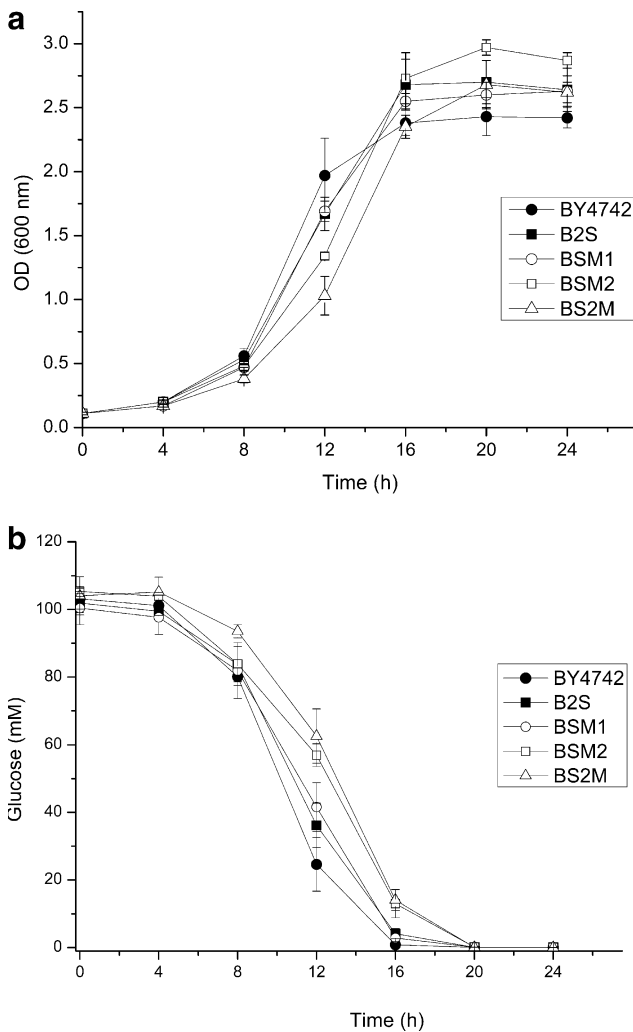 a
3.0
2.5
2.0
1.5
1.0
0.5
0.0
OD (600 nm)
BY4742
B2S
BSM1
BSM2
BS2M
0 4 8 12 16 20 24
Time (h)
b
120
100
80
60
40
20
0
Glucose (mM)
BY4742
B2S
BSM1
BSM2
BS2M
0 4 8 12 16 20 24
Time (h)